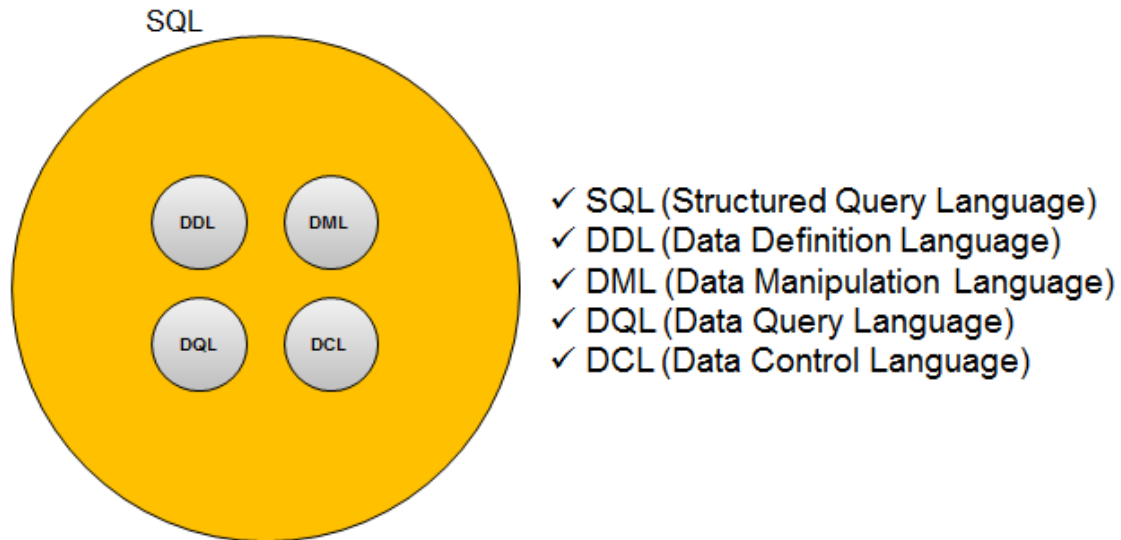 SQL
DDL DML
DQL DCL
✓ SQL (Structured Query Language)
✓ DDL (Data Definition Language)
✓ DML (Data Manipulation Language)
✓ DQL (Data Query Language)
✓ DCL (Data Control Language)